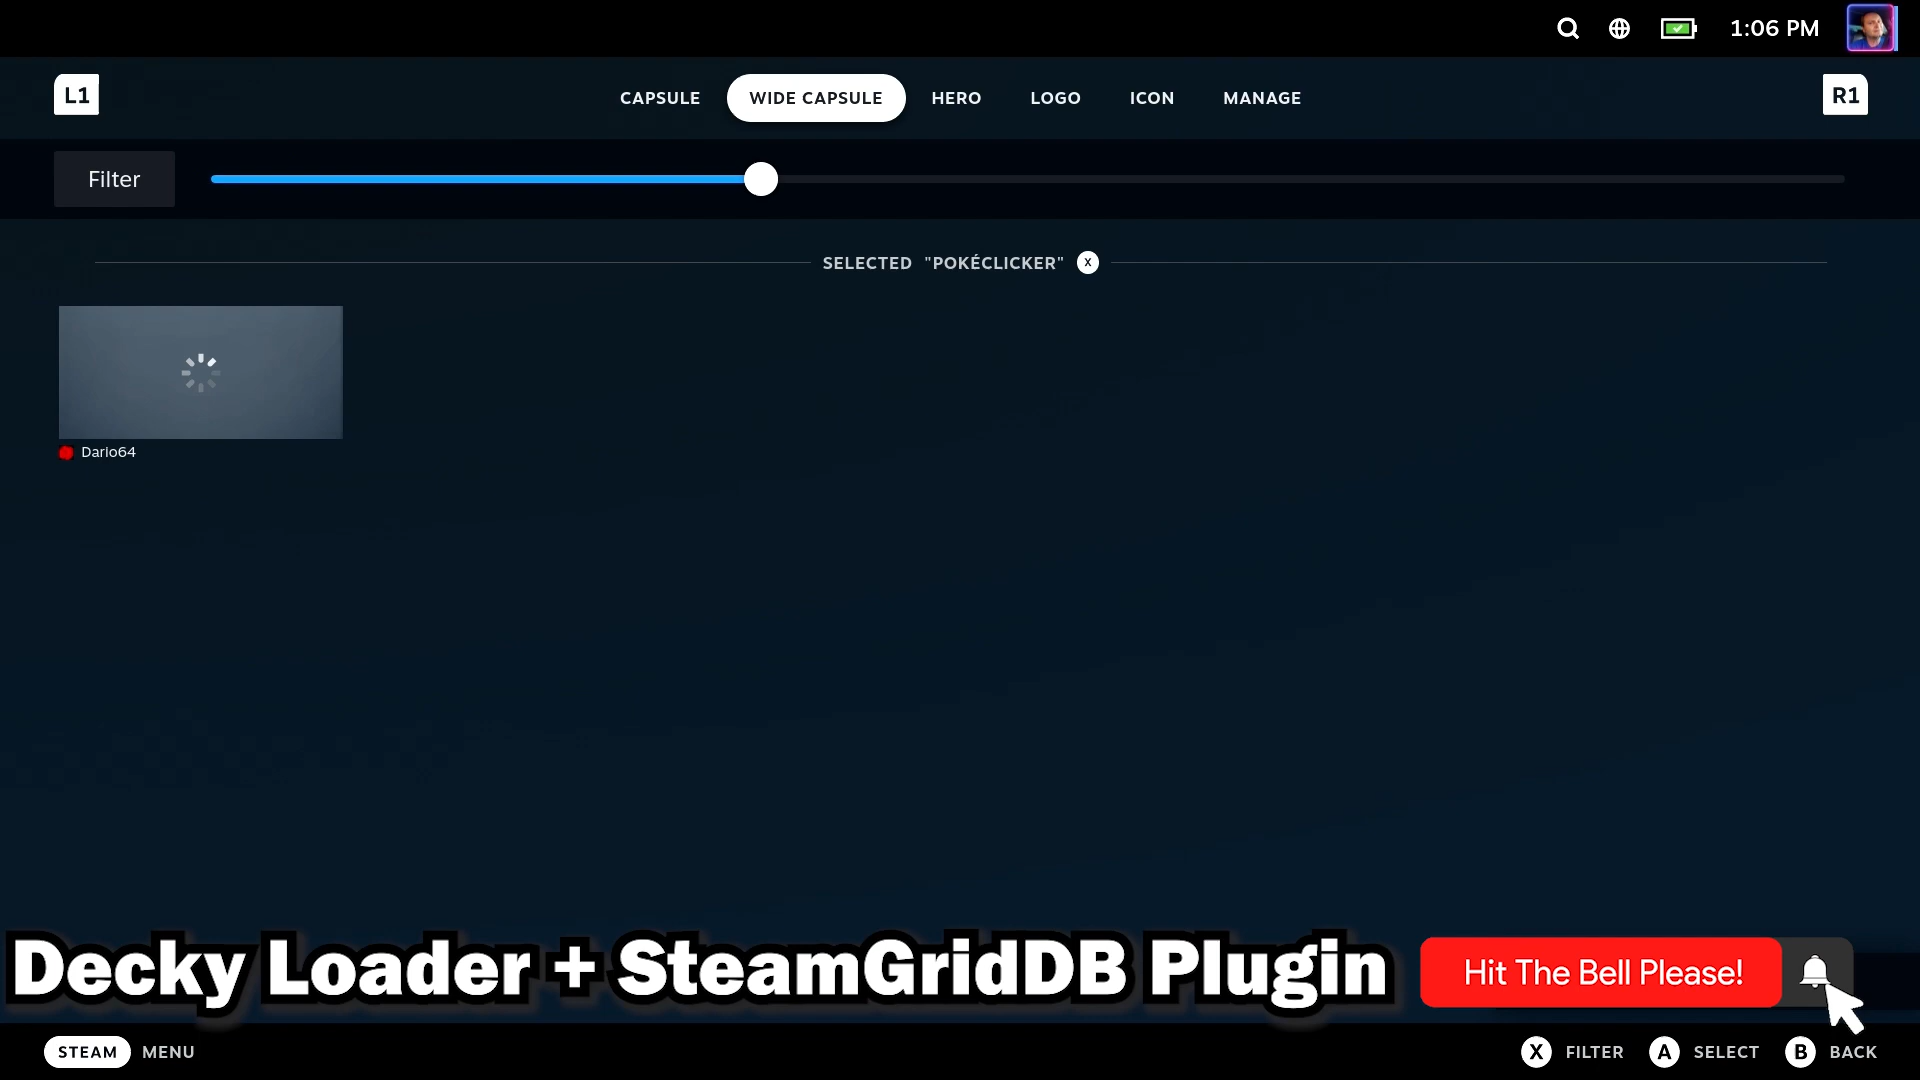 1:06 PM
L1
CAPSULE
WIDE CAPSULE
HERO
LOGO
ICON
MANAGE
R1
Filter
SELECTED "POKÉCLICKER" X
Dario64
Decky Loader + SteamGridDB Plugin
Hit The Bell Please!
STEAM MENU
X FILTER
A SELECT
B BACK